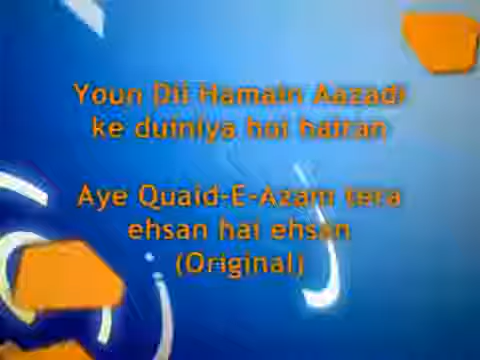 Youn Dii Hamain Aazadi
ke duiniya hoi hairan
Aye Quaid-E-Azam tera
ehsan hai ehsan
(Original)